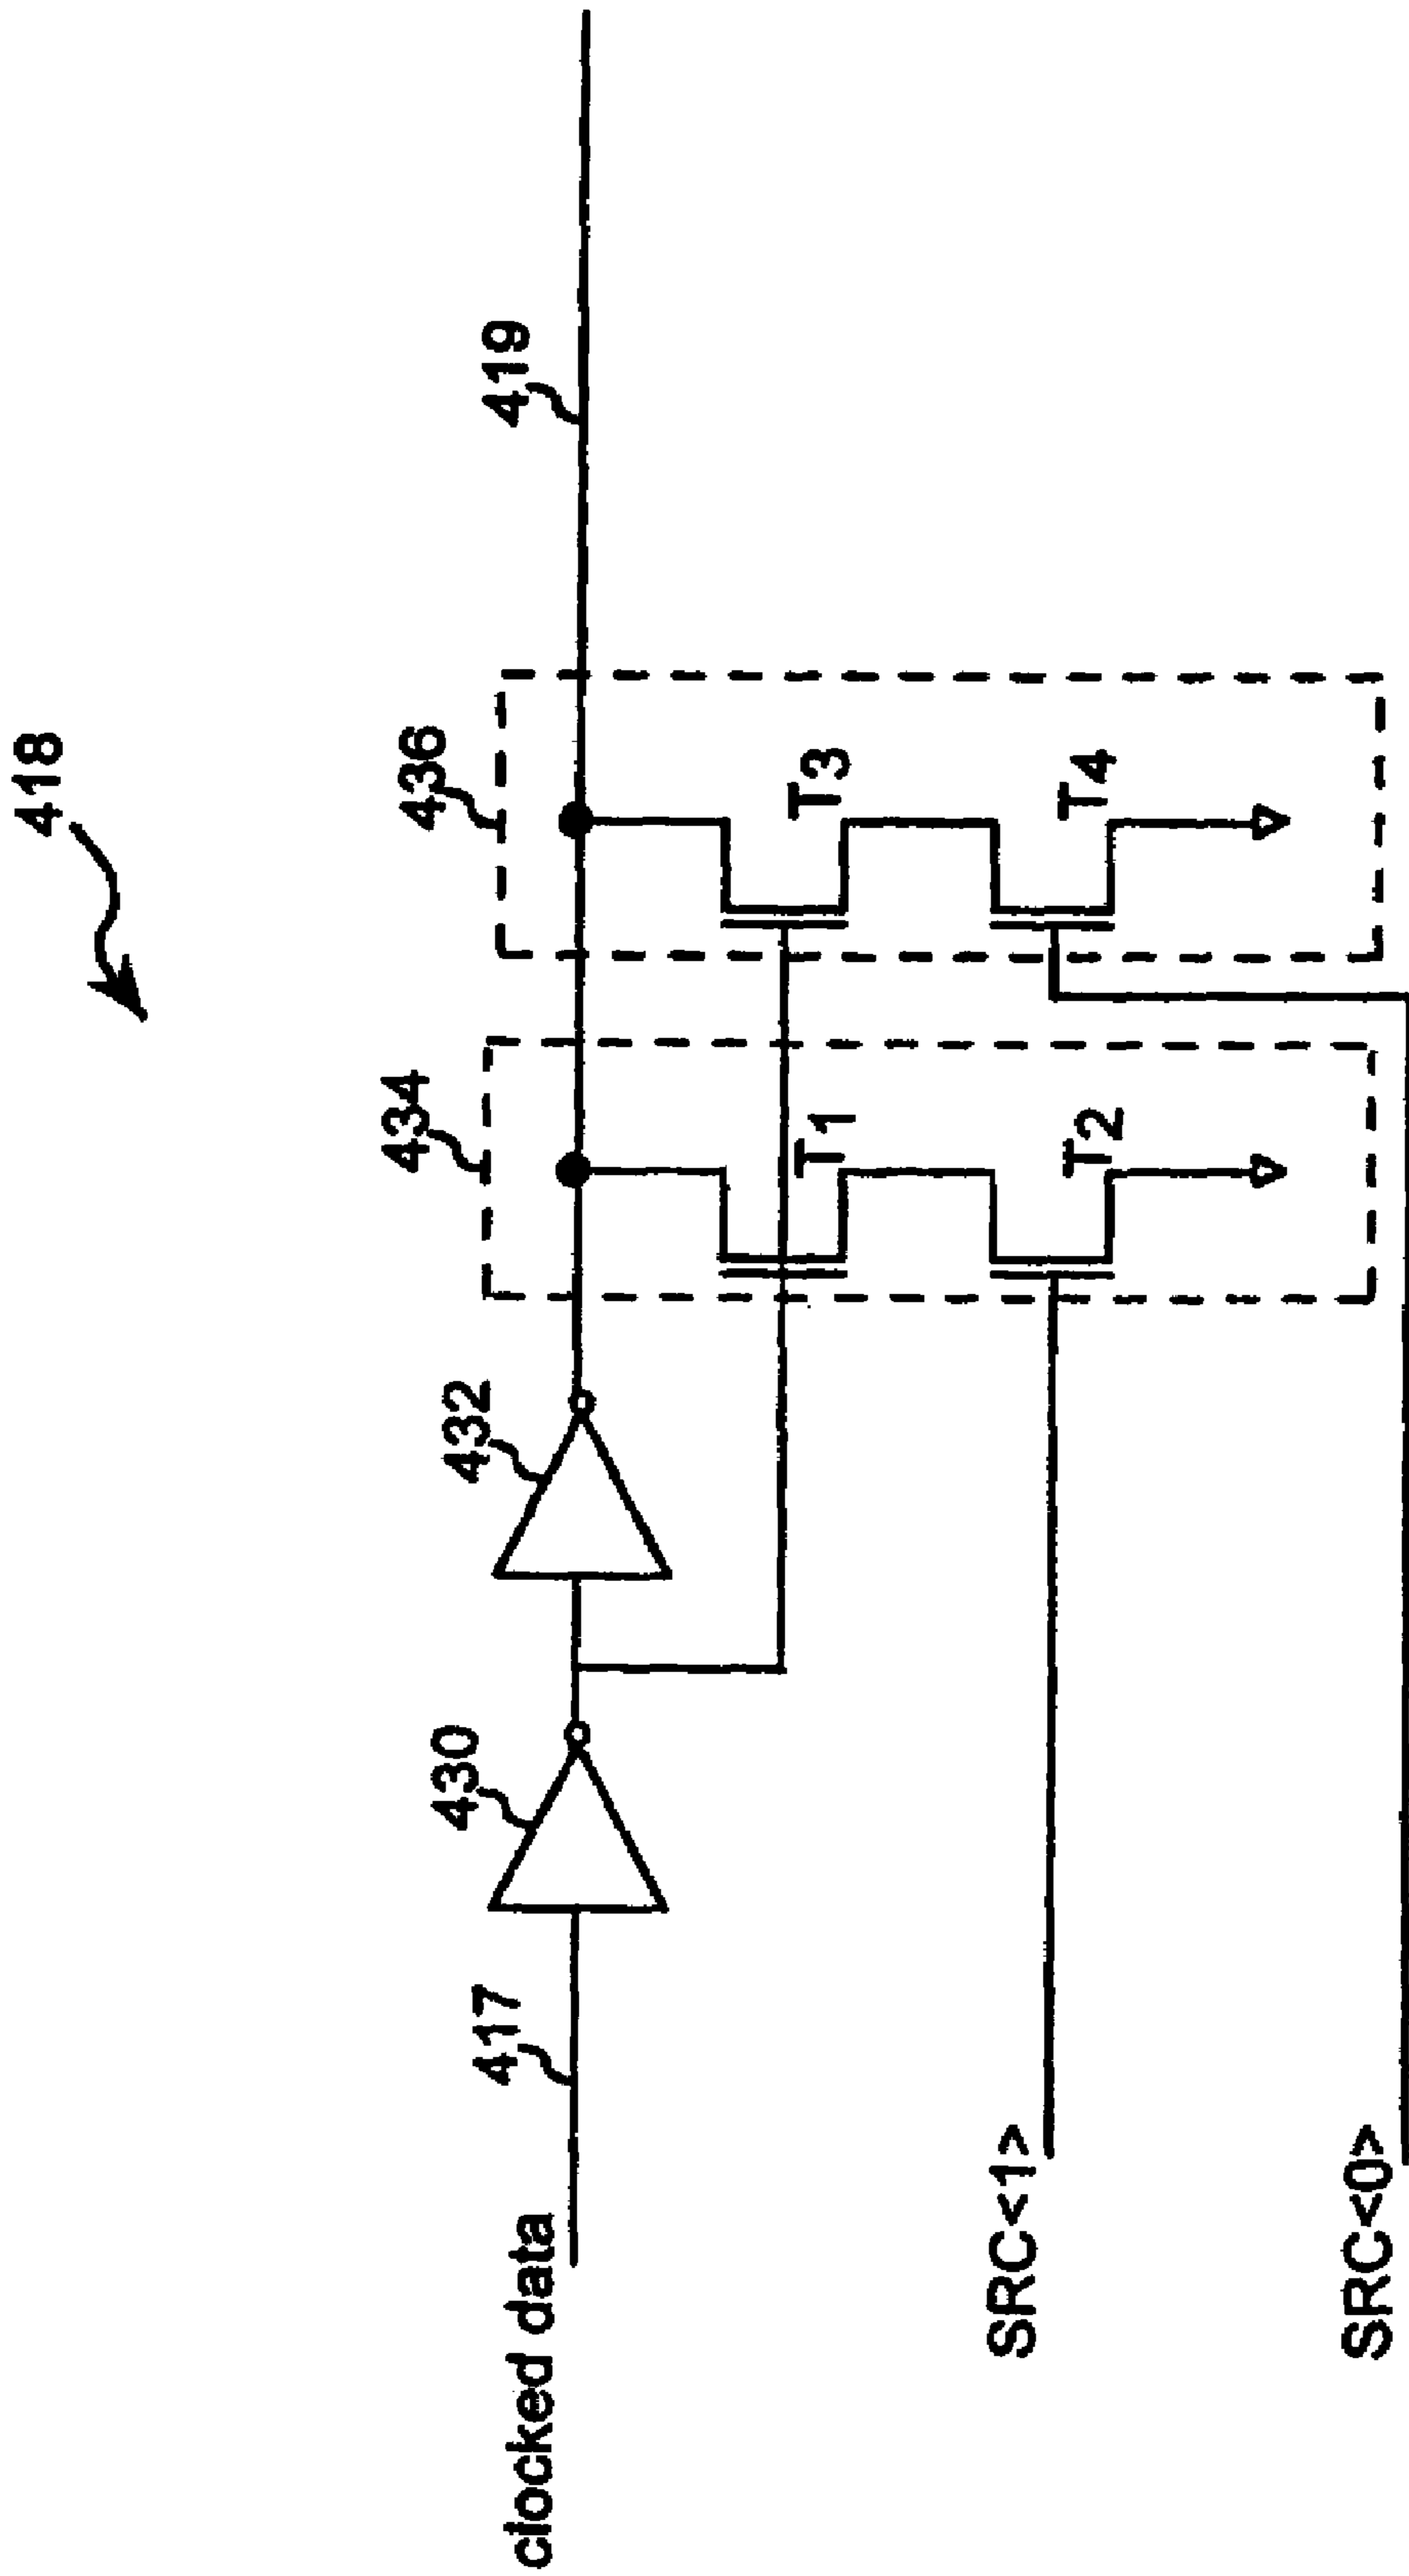 418
clocked data
417
430
432
434
436
419
T1
T3
T2
T4
SRC<1>
SRC<0>